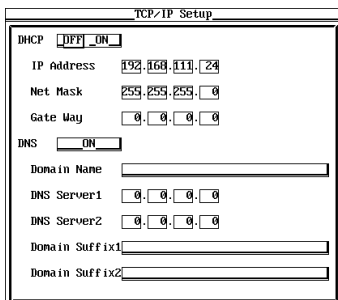 TCP/IP Setup
DHCP OFF ON
IP Address 192.168.111. 24
Net Mask 255.255.255. 0
Gate Way 0. 0. 0. 0
DNS ON
Domain Name
DNS Server1 0. 0. 0. 0
DNS Server2 0. 0. 0. 0
Domain Suffix1
Domain Suffix2